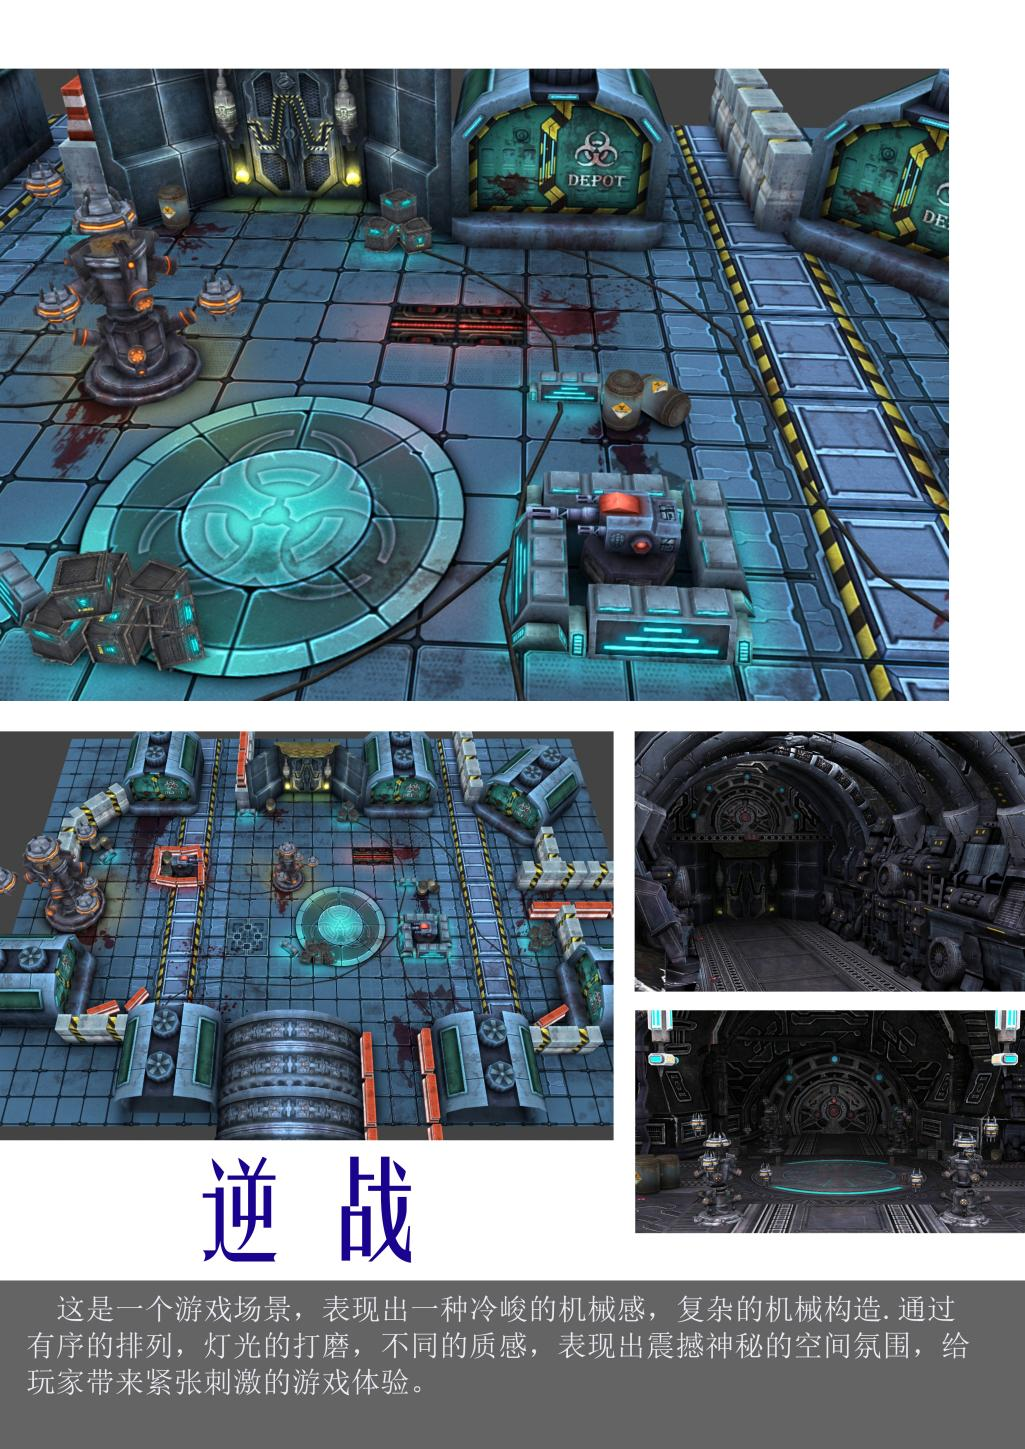 DEPOT
DE
逆 战
这是一个游戏场景，表现出一种冷峻的机械感，复杂的机械构造.通过
有序的排列，灯光的打磨，不同的质感，表现出震撼神秘的空间氛围，给
玩家带来紧张刺激的游戏体验。